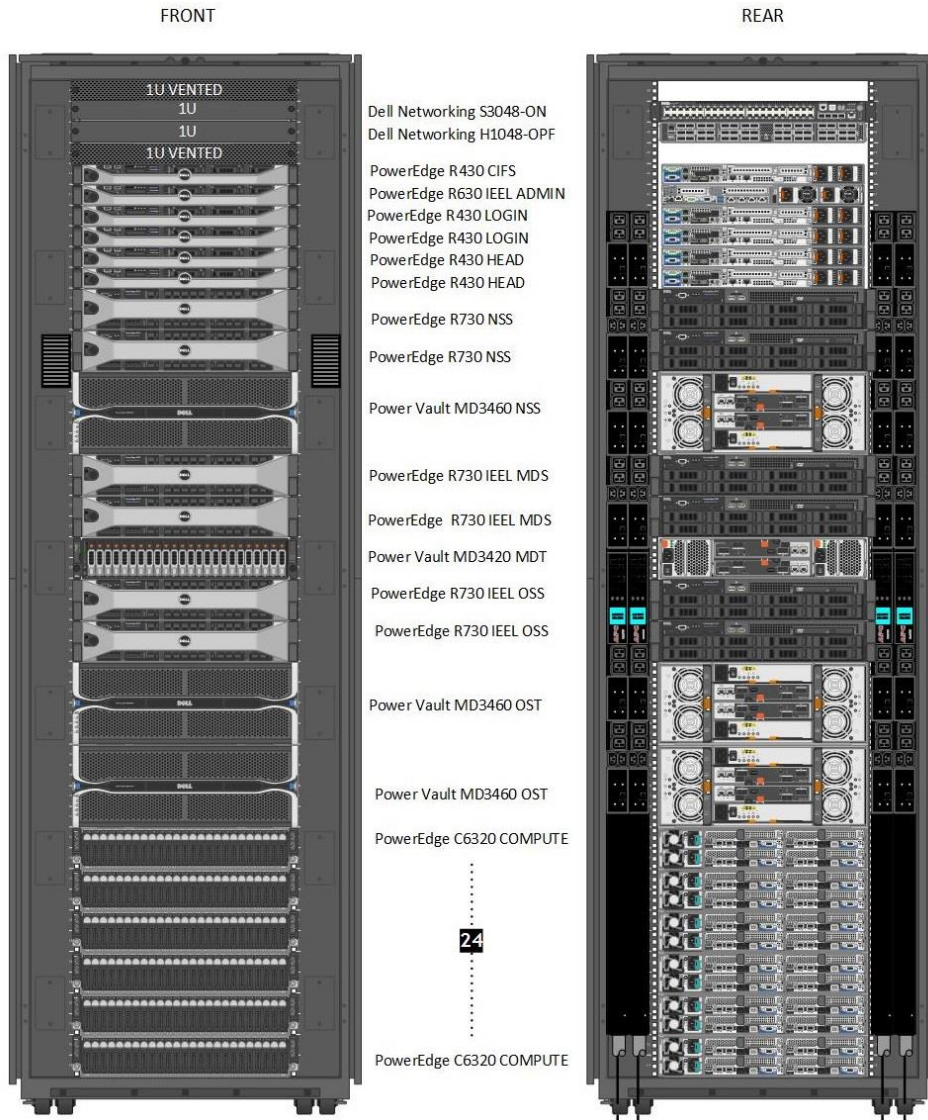 FRONT
REAR
1U VENTED
1U
Dell Networking S3048-ON
1U
Dell Networking H1048-OPF
1U VENTED
PowerEdge R430 CIFS
PowerEdge R630 IEEL ADMIN
PowerEdge R430 LOGIN
PowerEdge R430 LOGIN
PowerEdge R430 HEAD
PowerEdge R430 HEAD
PowerEdge R730 NSS
PowerEdge R730 NSS
Power Vault MD3460 NSS
DELL
PowerEdge R730 IEEL MDS
PowerEdge R730 IEEL MDS
Power Vault MD3420 MDT
PowerEdge R730 IEEL OSS
PowerEdge R730 IEEL OSS
DELL
Power Vault MD3460 OST
DELL
Power Vault MD3460 OST
PowerEdge C6320 COMPUTE
24
PowerEdge C6320 COMPUTE